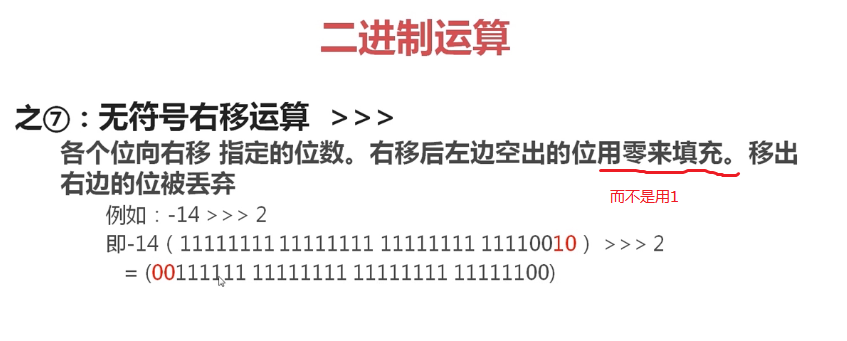 二进制运算
之⑦：无符号右移运算 >>>
各个位向右移 指定的位数。右移后左边空出的位用零来填充。移出
右边的位被丢弃
而不是用1
例如：-14 >>> 2
即-14（11111111 11111111 11111111 11110010） >>> 2
= (00111111 11111111 11111111 11111100)